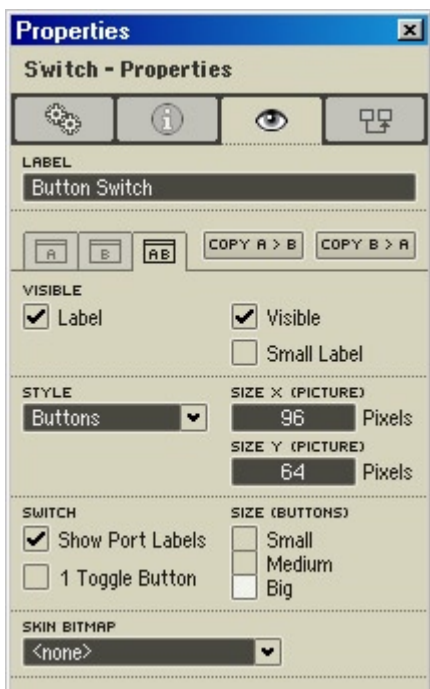 Properties
Switch - Properties
LABEL
Button Switch
A B AB COPY A > B COPY B > A
VISIBLE
Label Visible
Small Label
STYLE SIZE X (PICTURE)
Buttons 96 Pixels
SIZE Y (PICTURE)
64 Pixels
SWITCH SIZE (BUTTONS)
Show Port Labels Small
Medium
1 Toggle Button Big
SKIN BITMAP
<none>